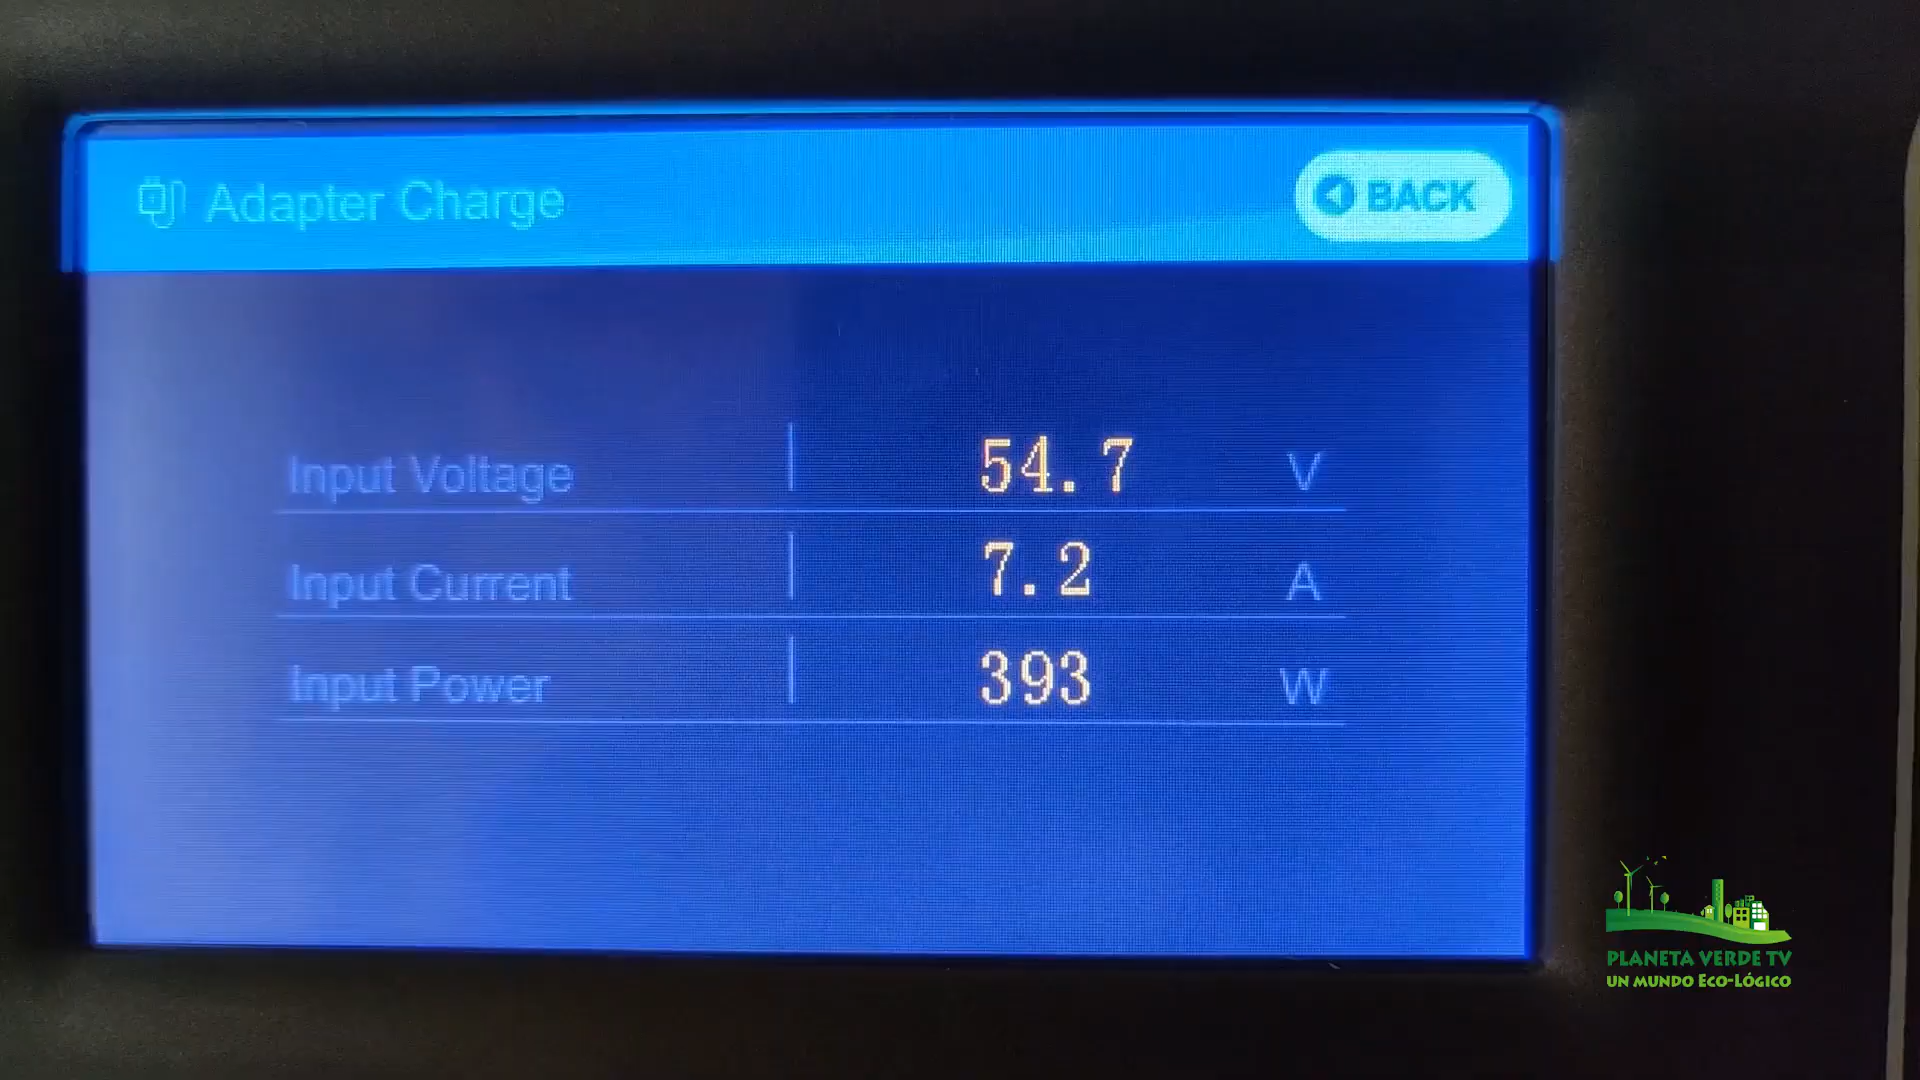 Adapter Charge
BACK
Input Voltage 54.7 V
Input Current 7.2 A
Input Power 393 W
PLANETA VERDE TV
UN MUNDO ECO-LÓGICO